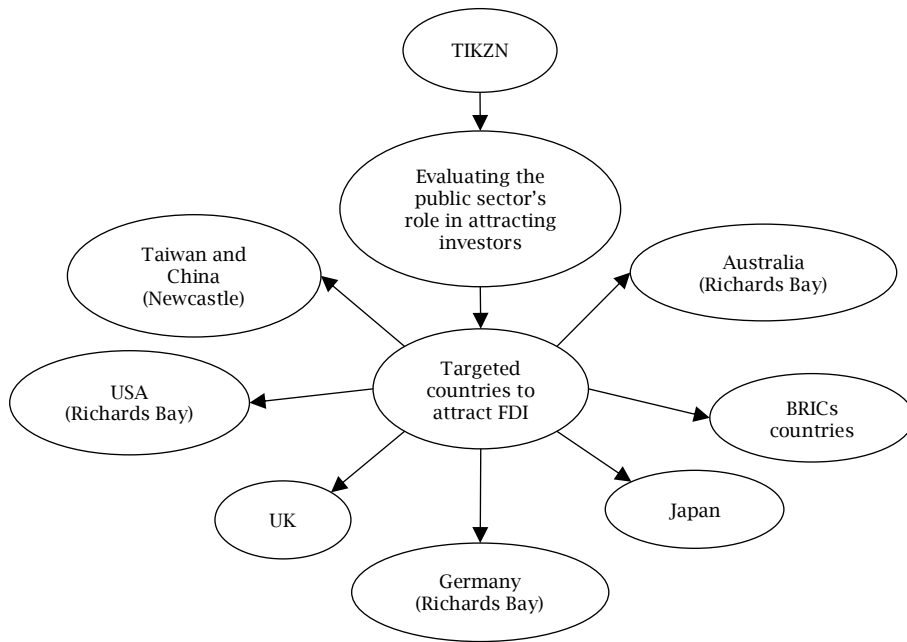 TIKZN
Evaluating the
public sector's
role in attracting
investors
Taiwan and
China
(Newcastle)
Australia
(Richards Bay)
Targeted
countries to
attract FDI
USA
(Richards Bay)
BRICs
countries
UK
Japan
Germany
(Richards Bay)